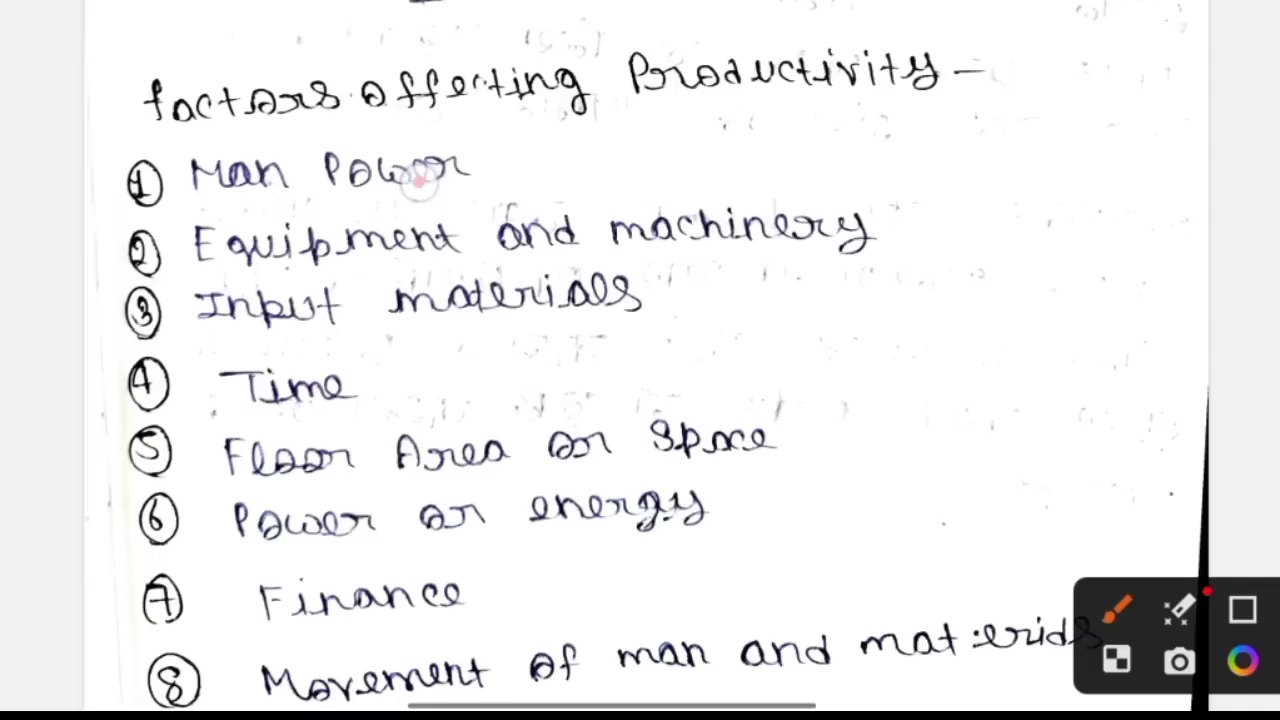 factors affecting Productivity -
1 Man Power
2 Equipment and machinery
3 Input materials
4 Time
5 Floor Area or Space
6 Power or energy
7 Finance
8 Movement of man and materials